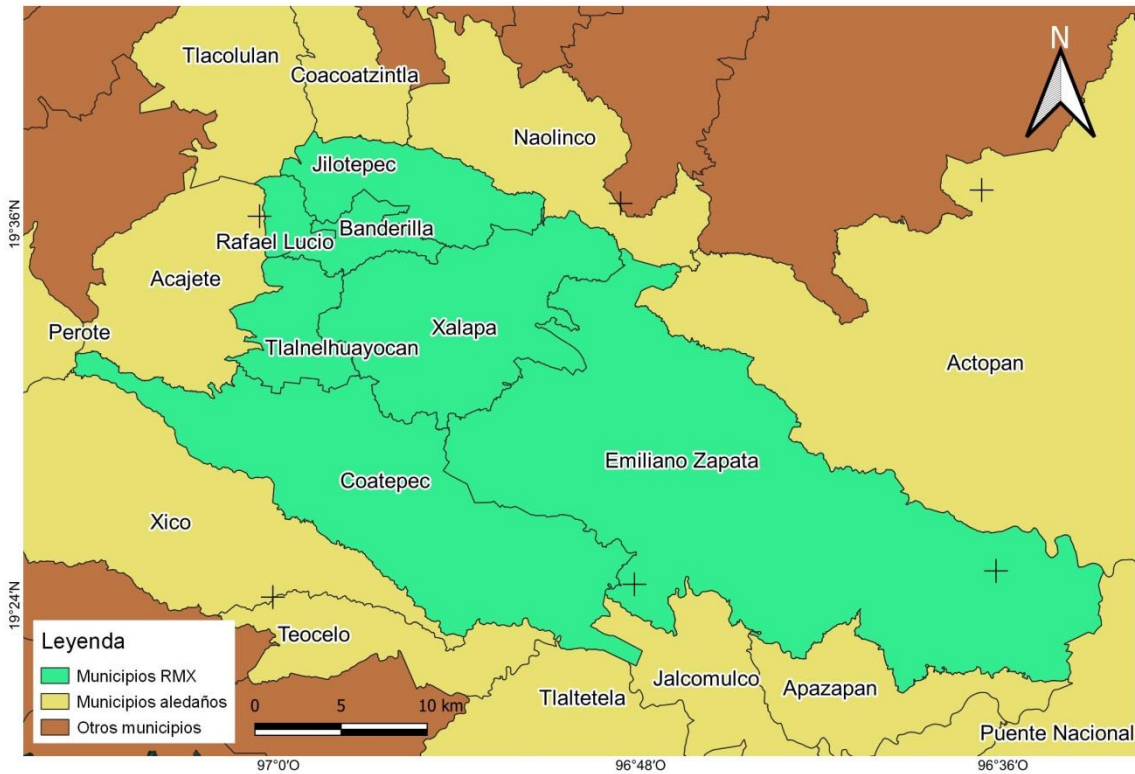 N
Tlacolulan
Coacoatzintla
Naolinco
Jilotepec
Banderilla
Rafael Lucio
Acajete
Perote
Xalapa
Tlalnelhuayocan
Actopan
Emiliano Zapata
Coatepec
Xico
Teocelo
Tlaltetela
Jalcomulco
Apazapan
Puente Nacional
19°36'N
19°24'N
Leyenda
Municipios RMX
Municipios aledaños
Otros municipios
0 5 10 km
97°0'O
96°48'O
96°36'O